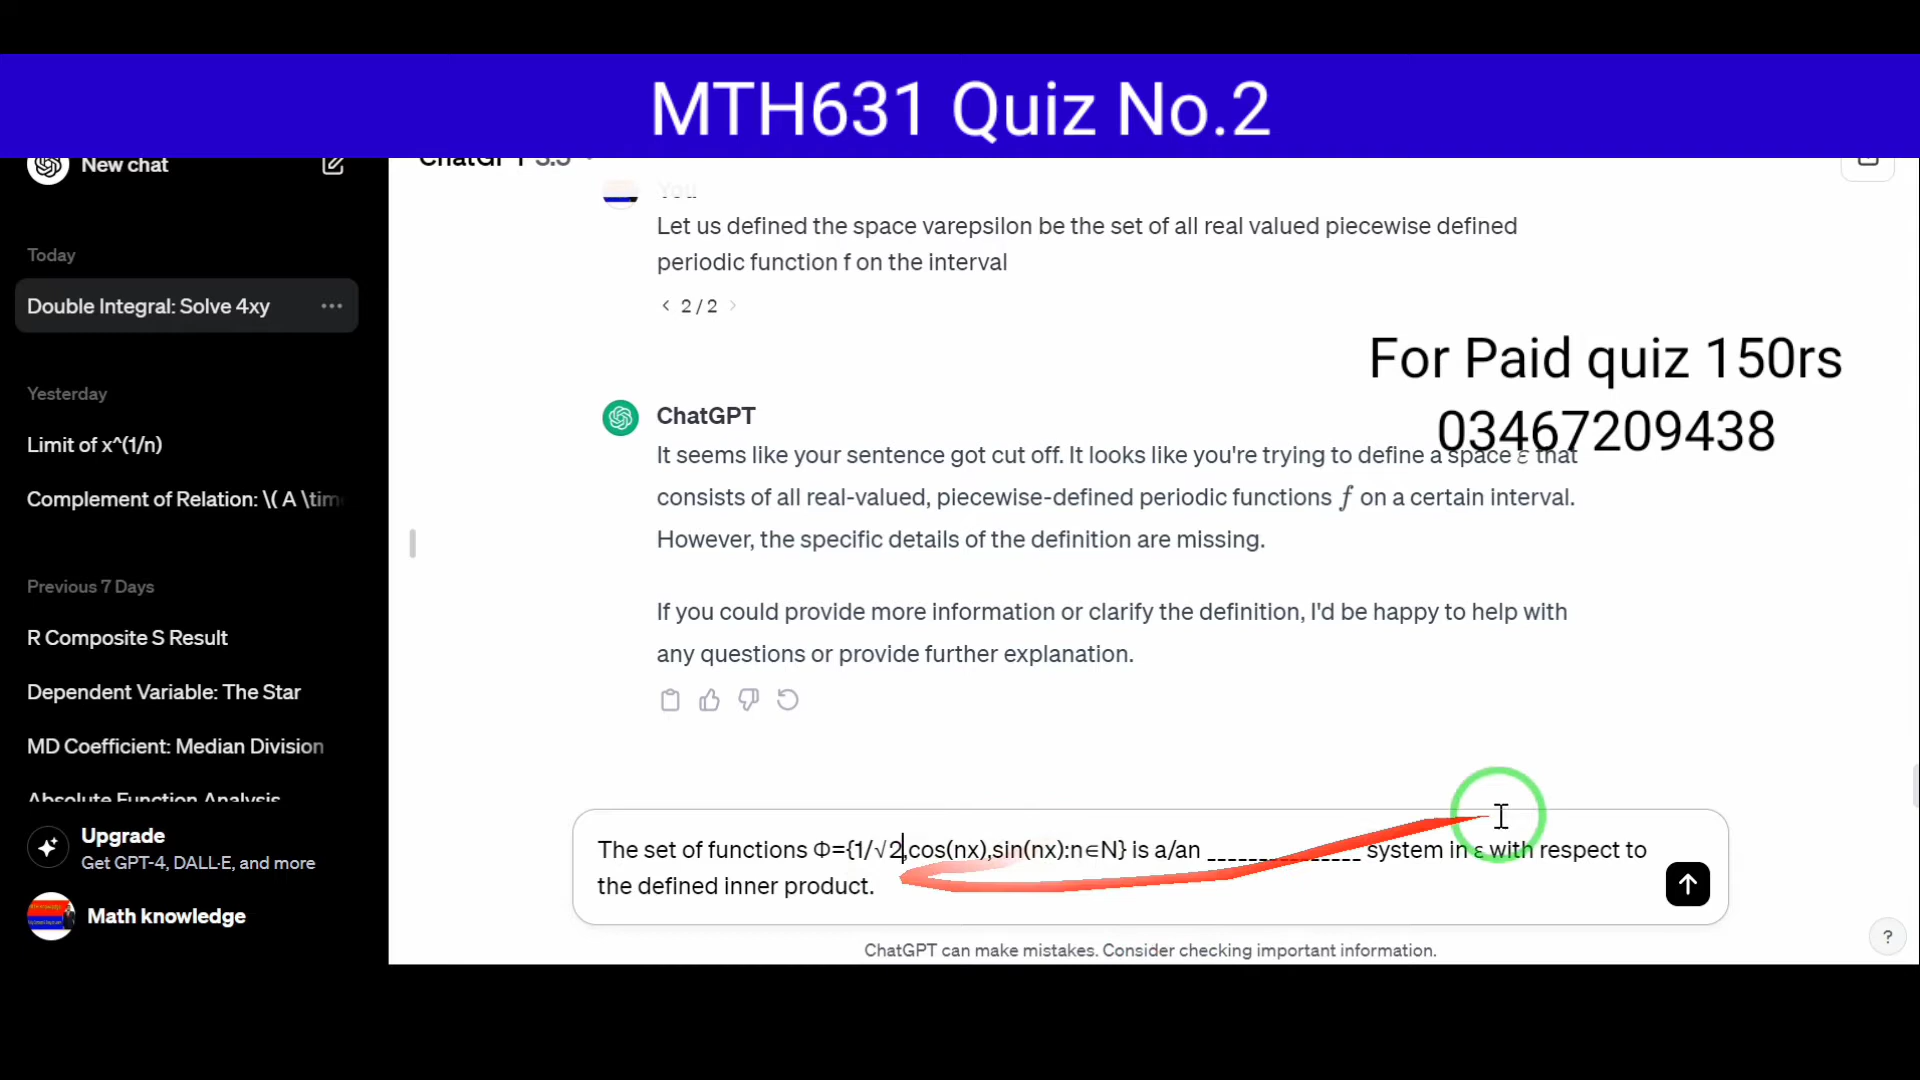 MTH631 Quiz No.2
New chat
Today
Double Integral: Solve 4xy
Yesterday
Limit of x^(1/n)
Complement of Relation: \( A \tim
Previous 7 Days
R Composite S Result
Dependent Variable: The Star
MD Coefficient: Median Division
Absolute Function Analysis
Upgrade
Get GPT-4, DALL·E, and more
Math knowledge
ChatGPT 3.5
You
Let us defined the space varepsilon be the set of all real valued piecewise defined
periodic function f on the interval
< 2 / 2 >
For Paid quiz 150rs
03467209438
ChatGPT
It seems like your sentence got cut off. It looks like you're trying to define a space ε that
consists of all real-valued, piecewise-defined periodic functions f on a certain interval.
However, the specific details of the definition are missing.
If you could provide more information or clarify the definition, I'd be happy to help with
any questions or provide further explanation.
The set of functions Φ={1/√2,cos(nx),sin(nx):n∈N} is a/an _______________ system in ε with respect to
the defined inner product.
ChatGPT can make mistakes. Consider checking important information.
?